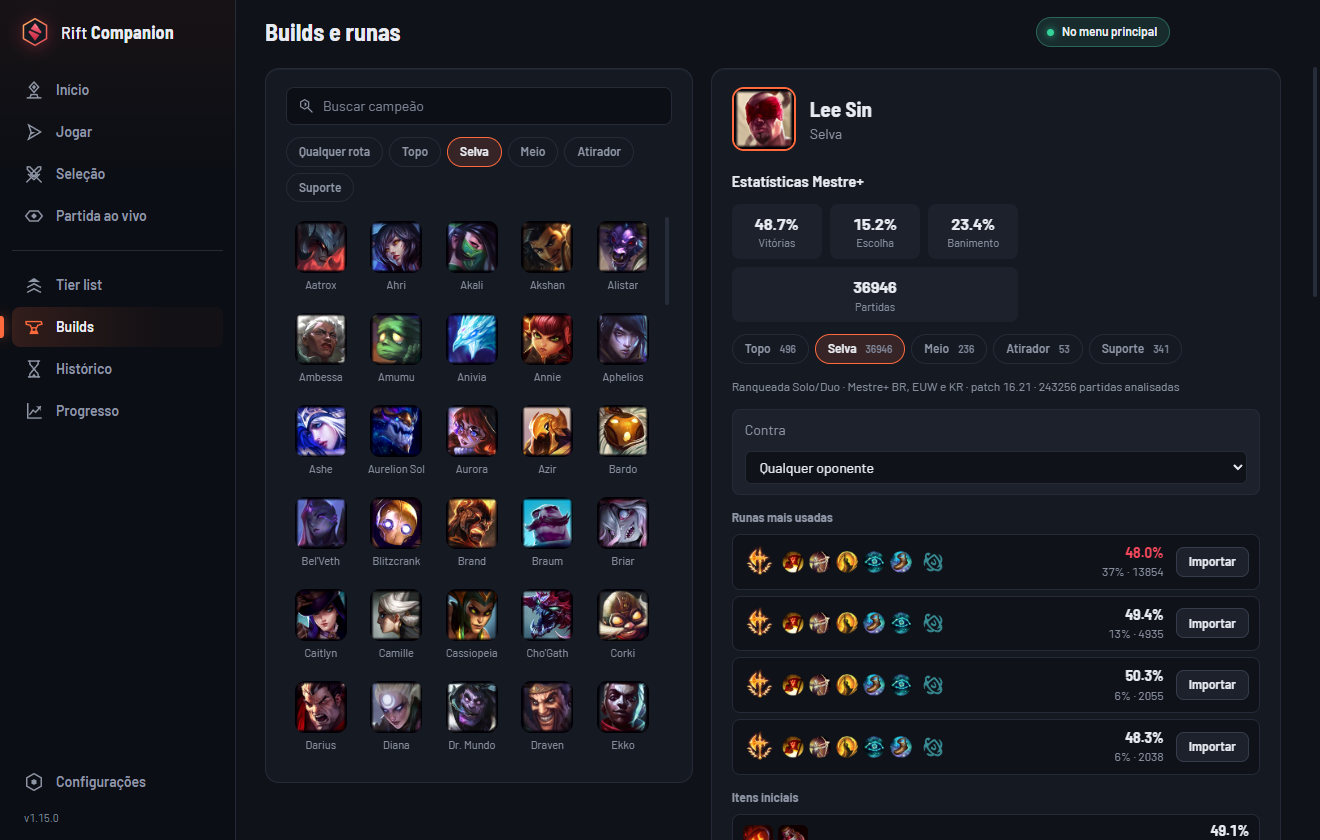 Rift Companion
Início
Jogar
Seleção
Partida ao vivo
Tier list
Builds
Histórico
Progresso
Configurações
v1.15.0
Builds e runas
No menu principal
Buscar campeão
Qualquer rota Topo Selva Meio Atirador
Suporte
Aatrox Ahri Akali Akshan Alistar
Ambessa Amumu Anivia Annie Aphelios
Ashe Aurelion Sol Aurora Azir Bardo
Bel'Veth Blitzcrank Brand Braum Briar
Caitlyn Camille Cassiopeia Cho'Gath Corki
Darius Diana Dr. Mundo Draven Ekko
Lee Sin
Selva
Estatísticas Mestre+
48.7% 15.2% 23.4%
Vitórias Escolha Banimento
36946
Partidas
Topo 496 Selva 36946 Meio 236 Atirador 53 Suporte 341
Ranqueada Solo/Duo · Mestre+ BR, EUW e KR · patch 16.21 · 243256 partidas analisadas
Contra
Qualquer oponente
Runas mais usadas
48.0%
37% · 13854
Importar
49.4%
13% · 4935
Importar
50.3%
6% · 2055
Importar
48.3%
6% · 2038
Importar
Itens iniciais
49.1%